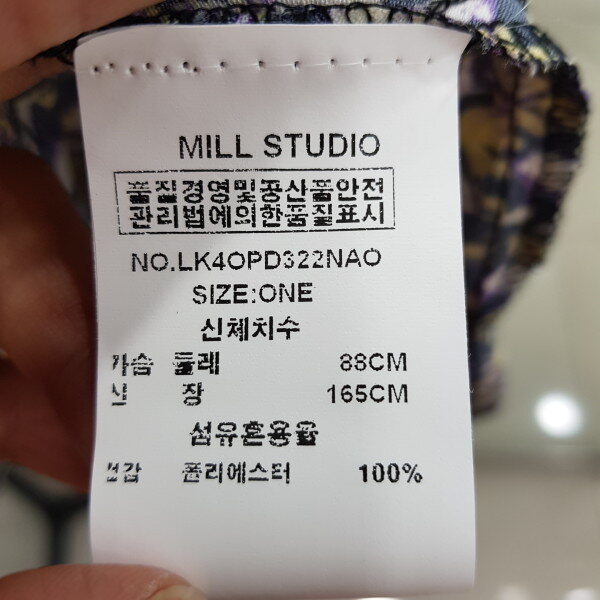 MILL STUDIO
품질경영및공산품안전
관리법에의한품질표시
NO.LK4OPD322NAO
SIZE:ONE
신체치수
가슴 둘레 88CM
신 장 165CM
섬유혼용율
겉감 폴리에스터 100%